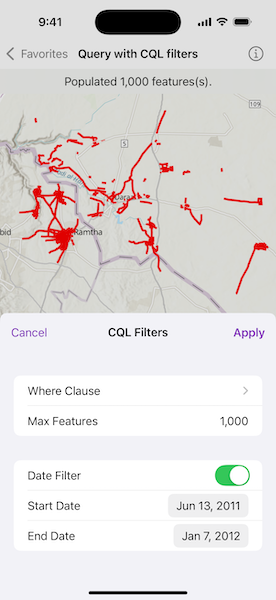 9:41
Favorites Query with CQL filters
Populated 1,000 features(s).
109
5
Ramtha
bid
Cancel CQL Filters Apply
Where Clause
Max Features 1,000
Date Filter
Start Date Jun 13, 2011
End Date Jan 7, 2012